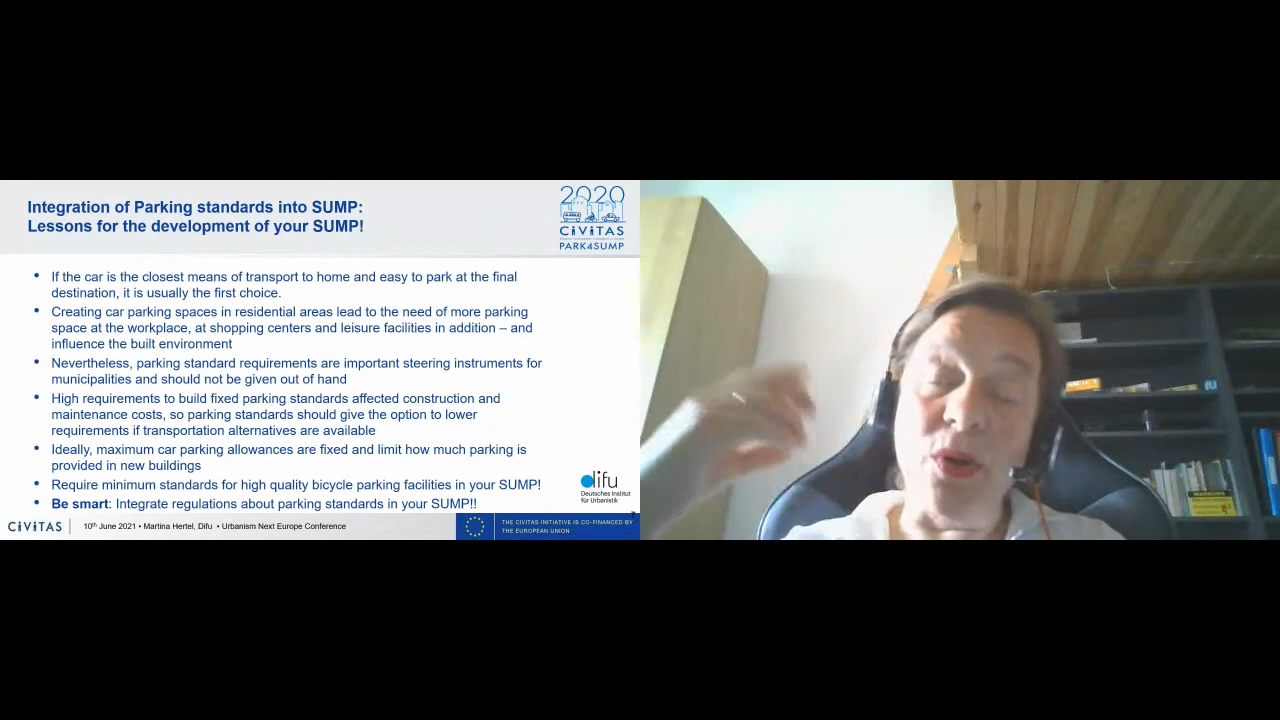 Integration of Parking standards into SUMP:
Lessons for the development of your SUMP!
2020
CiViTAS
PARK4SUMP
• If the car is the closest means of transport to home and easy to park at the final
destination, it is usually the first choice.
• Creating car parking spaces in residential areas lead to the need of more parking
space at the workplace, at shopping centers and leisure facilities in addition – and
influence the built environment
• Nevertheless, parking standard requirements are important steering instruments for
municipalities and should not be given out of hand
• High requirements to build fixed parking standards affected construction and
maintenance costs, so parking standards should give the option to lower
requirements if transportation alternatives are available
• Ideally, maximum car parking allowances are fixed and limit how much parking is
provided in new buildings
• Require minimum standards for high quality bicycle parking facilities in your SUMP!
• Be smart: Integrate regulations about parking standards in your SUMP!!
difu
Deutsches Institut
für Urbanistik
CiViTAS
10th June 2021 • Martina Hertel, Difu • Urbanism Next Europe Conference
THE CIVITAS INITIATIVE IS CO-FINANCED BY
THE EUROPEAN UNION